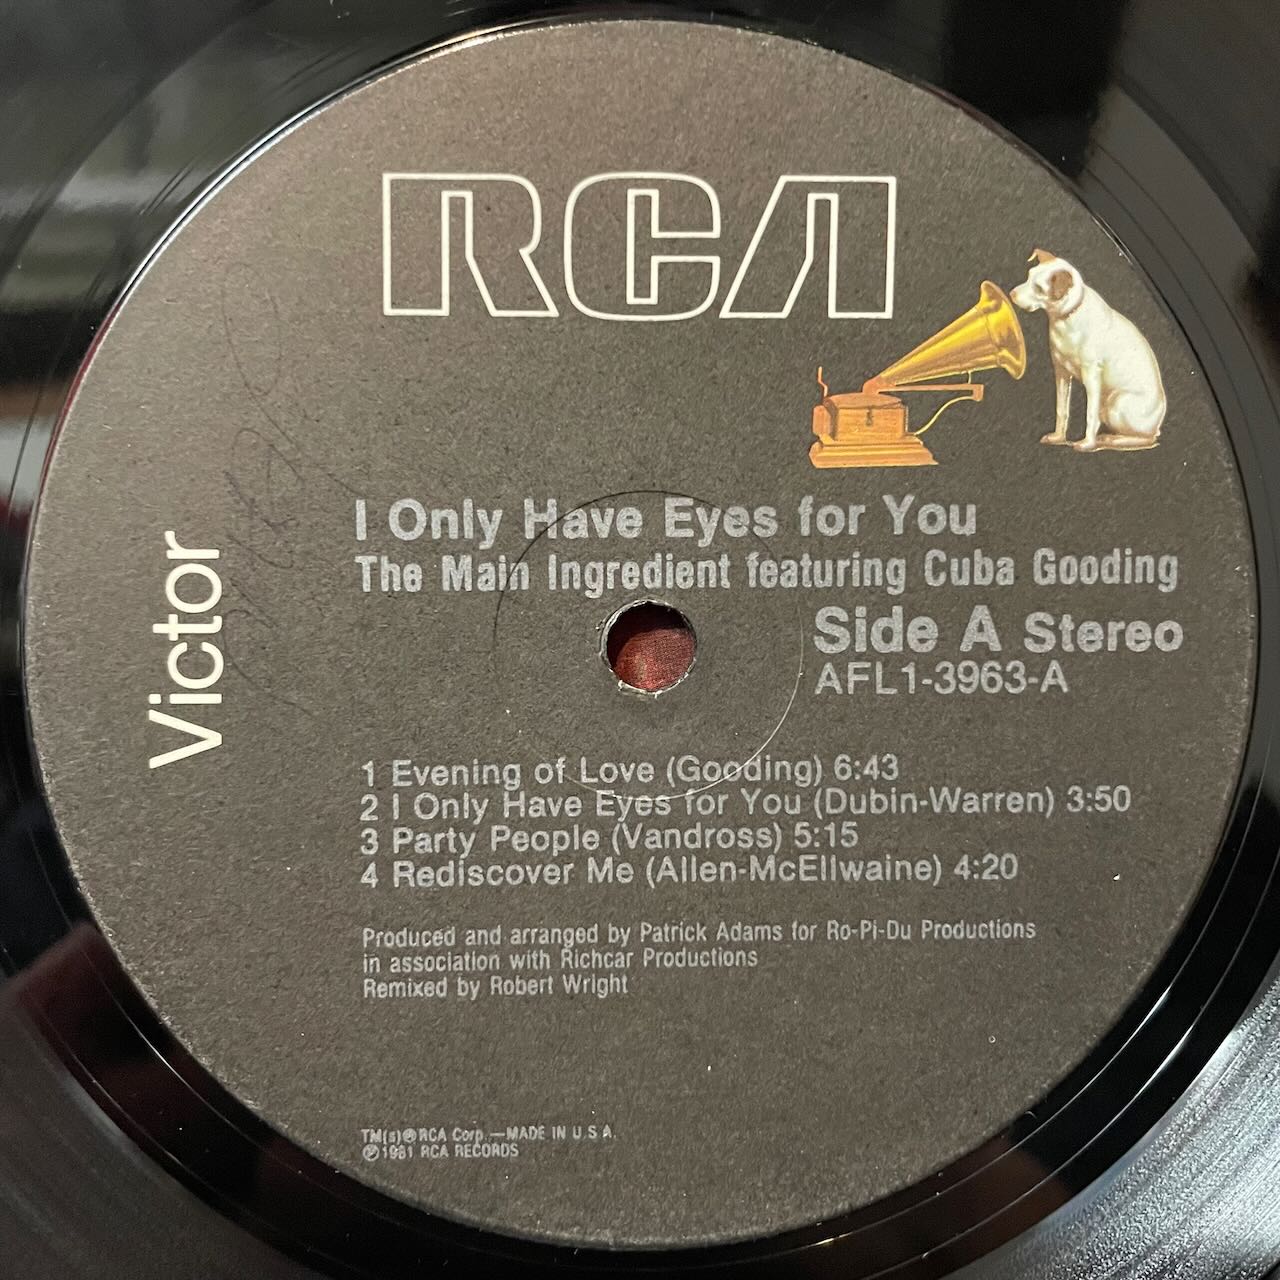 RCA
Victor
I Only Have Eyes for You
The Main Ingredient featuring Cuba Gooding
Side A Stereo
AFL1-3963-A
1 Evening of Love (Gooding) 6:43
2 I Only Have Eyes for You (Dubin-Warren) 3:50
3 Party People (Vandross) 5:15
4 Rediscover Me (Allen-McEllwaine) 4:20
Produced and arranged by Patrick Adams for Ro-Pi-Du Productions
in association with Richcar Productions
Remixed by Robert Wright
TM(s)® RCA Corp.—MADE IN U.S.A.
℗1981 RCA RECORDS